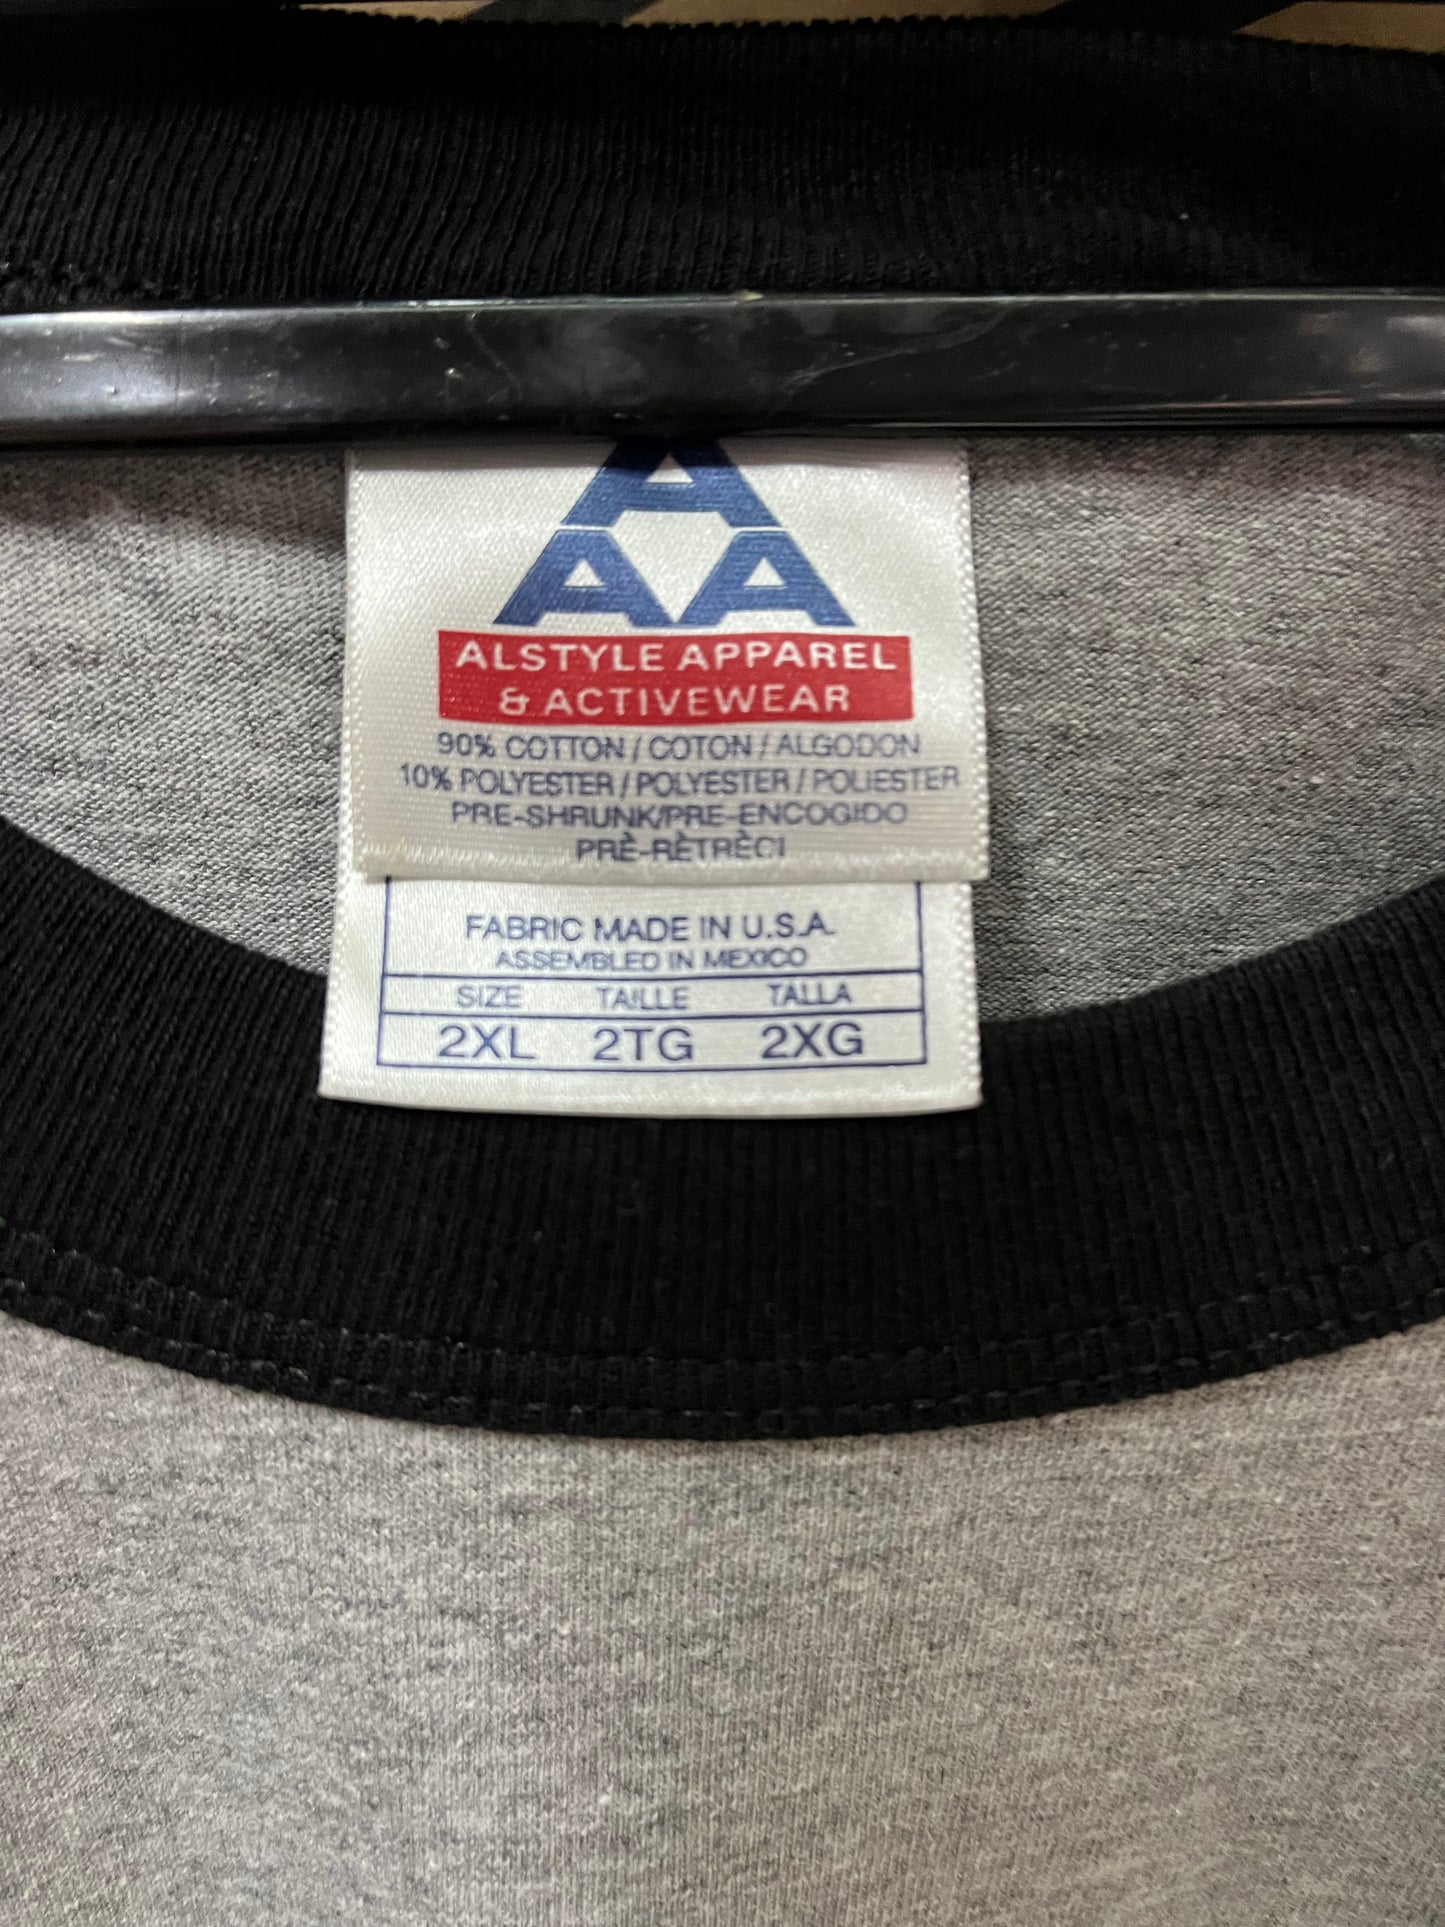 A
AA
ALSTYLE APPAREL
& ACTIVEWEAR
90% COTTON / COTON / ALGODON
10% POLYESTER / POLYESTER / POLIESTER
PRE-SHRUNK/PRE-ENCOGIDO
PRÈ-RÈTRÈCI
FABRIC MADE IN U.S.A.
ASSEMBLED IN MEXICO
SIZE TAILLE TALLA
2XL 2TG 2XG